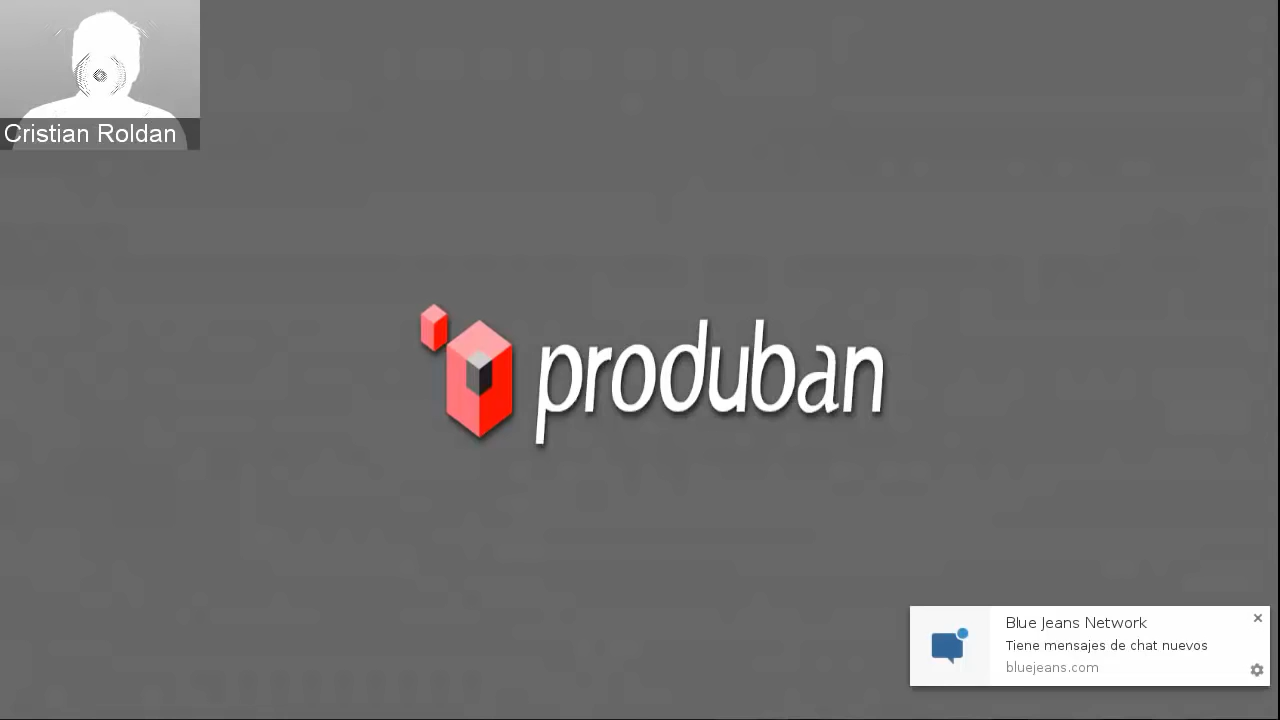 Cristian Roldan
produban
Blue Jeans Network
Tiene mensajes de chat nuevos
bluejeans.com